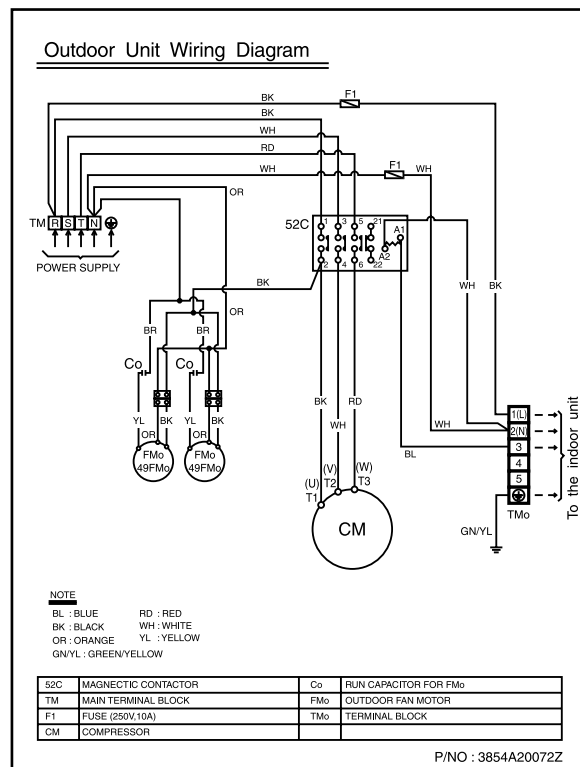 Outdoor Unit Wiring Diagram
BK
F1
BK
WH
RD
WH
F1
WH
OR
TM R S T N
POWER SUPPLY
52C
1 3 5 21
A1
A2
2 4 6 22
BK
WH
BK
OR
BR
BR
Co
Co
YL
OR
BK
YL
OR
BK
FMo
49FMo
FMo
49FMo
BK
WH
RD
BL
WH
1(L)
2(N)
3
4
5
TMo
To the indoor unit
GN/YL
(U)
T1
(V)
T2
(W)
T3
CM
NOTE
BL : BLUE RD : RED
BK : BLACK WH : WHITE
OR : ORANGE YL : YELLOW
GN/YL : GREEN/YELLOW
52C MAGNECTIC CONTACTOR Co RUN CAPACITOR FOR FMo
TM MAIN TERMINAL BLOCK FMo OUTDOOR FAN MOTOR
F1 FUSE (250V,10A) TMo TERMINAL BLOCK
CM COMPRESSOR
P/NO : 3854A20072Z